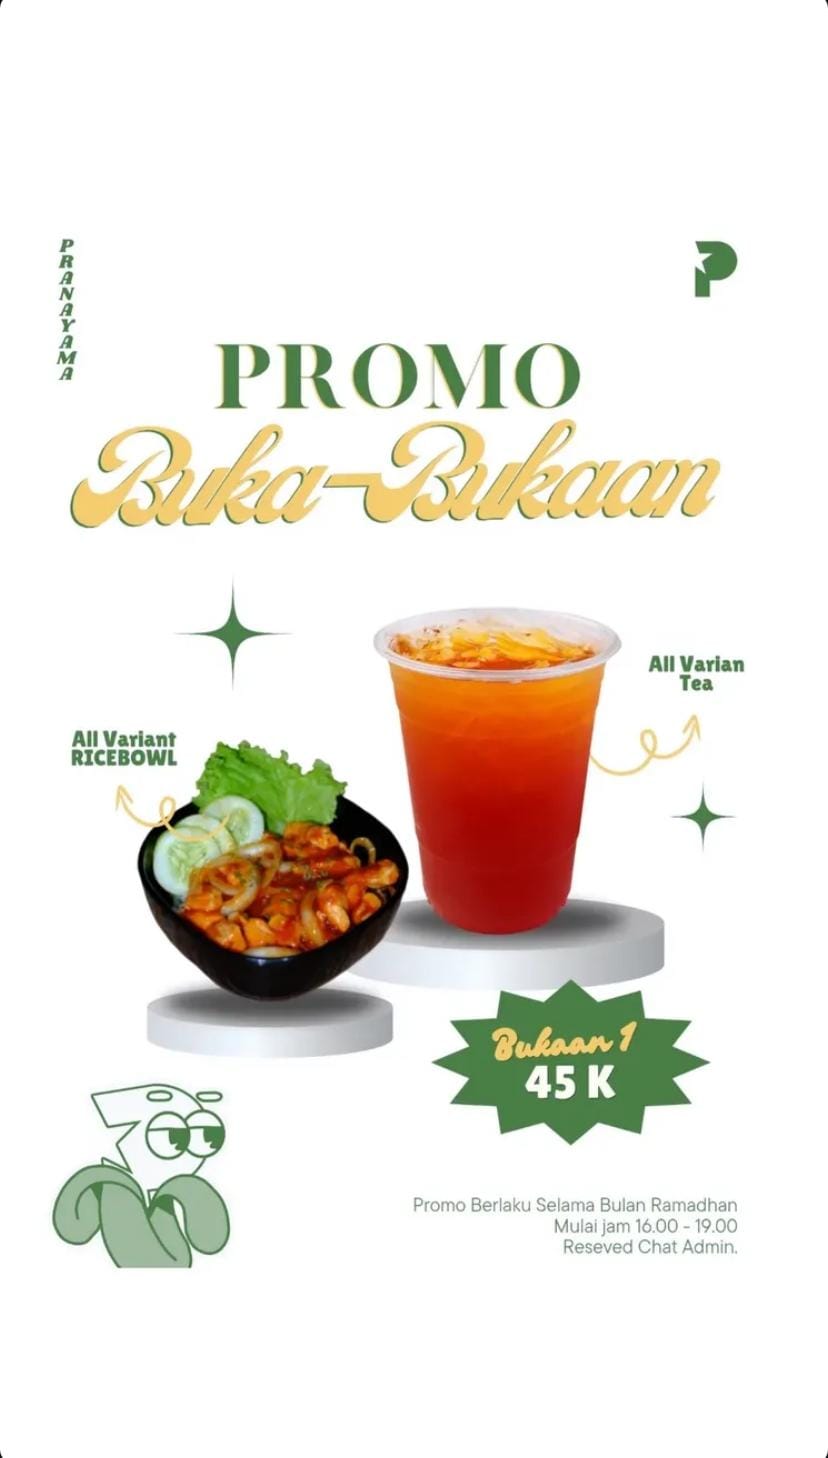 PRANAYAMA
P
PROMO
Buka-Bukaan
All Varian
Tea
All Variant
RICEBOWL
Bukaan 1
45 K
Promo Berlaku Selama Bulan Ramadhan
Mulai jam 16.00 - 19.00
Reseved Chat Admin.